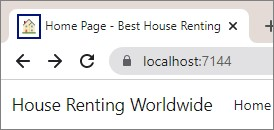 Home Page - Best House Renting
localhost:7144
House Renting Worldwide Home